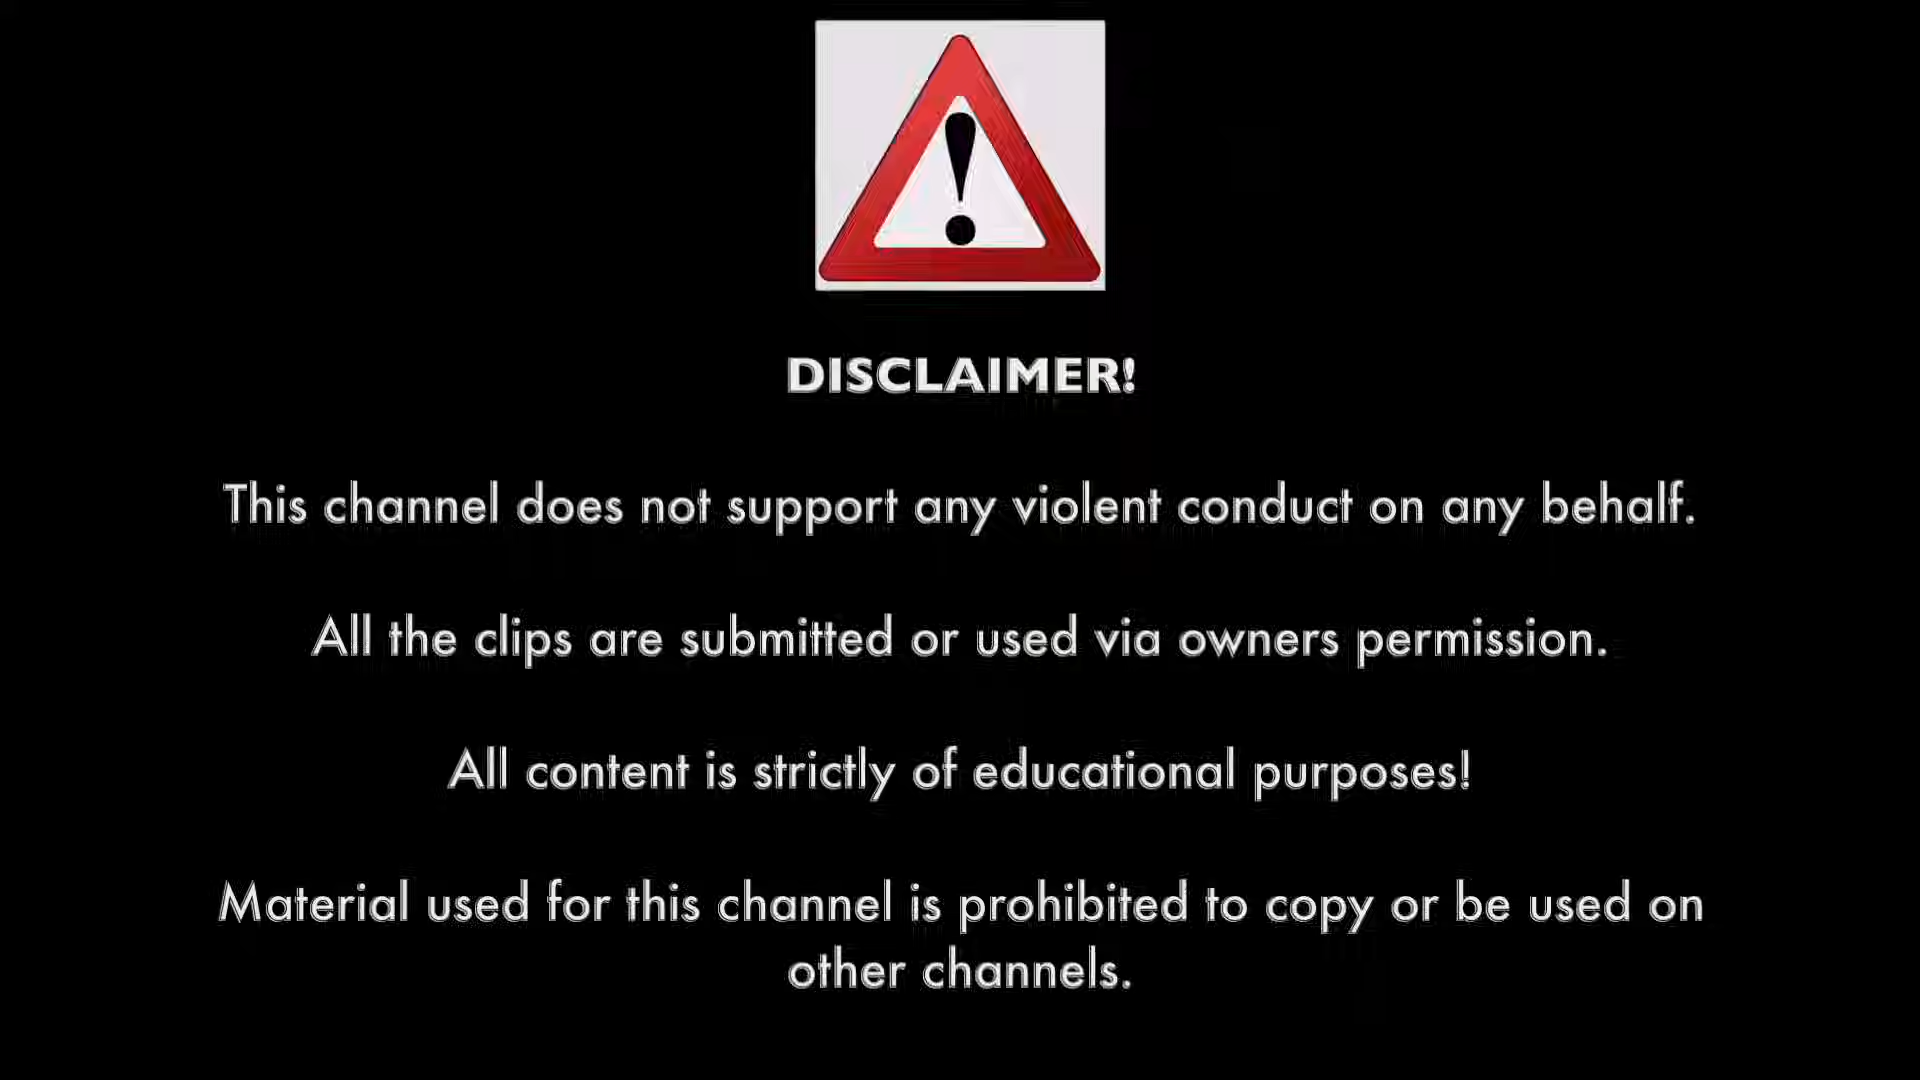 DISCLAIMER!
This channel does not support any violent conduct on any behalf.
All the clips are submitted or used via owners permission.
All content is strictly of educational purposes!
Material used for this channel is prohibited to copy or be used on
other channels.